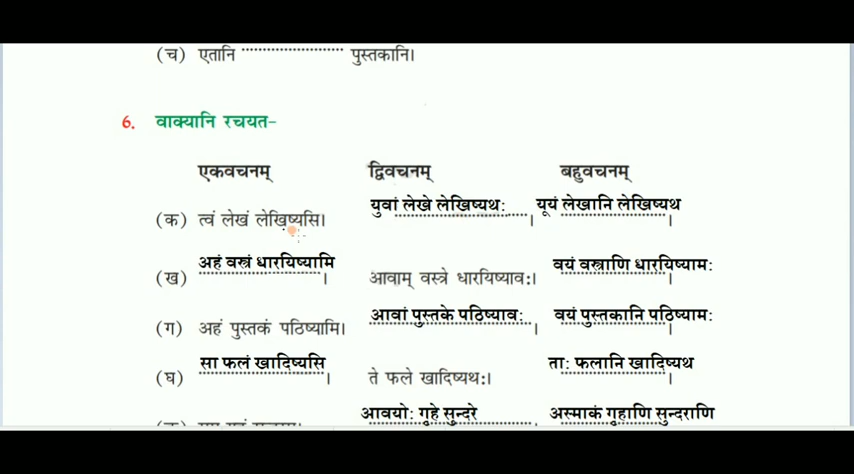 (च) एतानि ........................ पुस्तकानि।
6. वाक्यानि रचयत-
एकवचनम् द्विवचनम् बहुवचनम्
(क) त्वं लेखं लेखिष्यसि। युवां लेखे लेखिष्यथः । यूयं लेखानि लेखिष्यथ ।
(ख) अहं वस्त्रं धारयिष्यामि । आवाम् वस्त्रे धारयिष्यावः। वयं वस्त्राणि धारयिष्यामः ।
(ग) अहं पुस्तकं पठिष्यामि। आवां पुस्तके पठिष्यावः । वयं पुस्तकानि पठिष्यामः ।
(घ) सा फलं खादिष्यसि । ते फले खादिष्यथः। ताः फलानि खादिष्यथ ।
आवयोः गृहे सुन्दरे अस्माकं गृहाणि सुन्दराणि